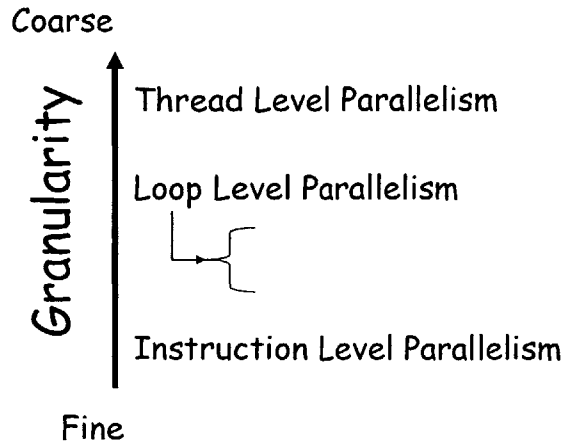 Coarse
Granularity
Thread Level Parallelism
Loop Level Parallelism
Instruction Level Parallelism
Fine